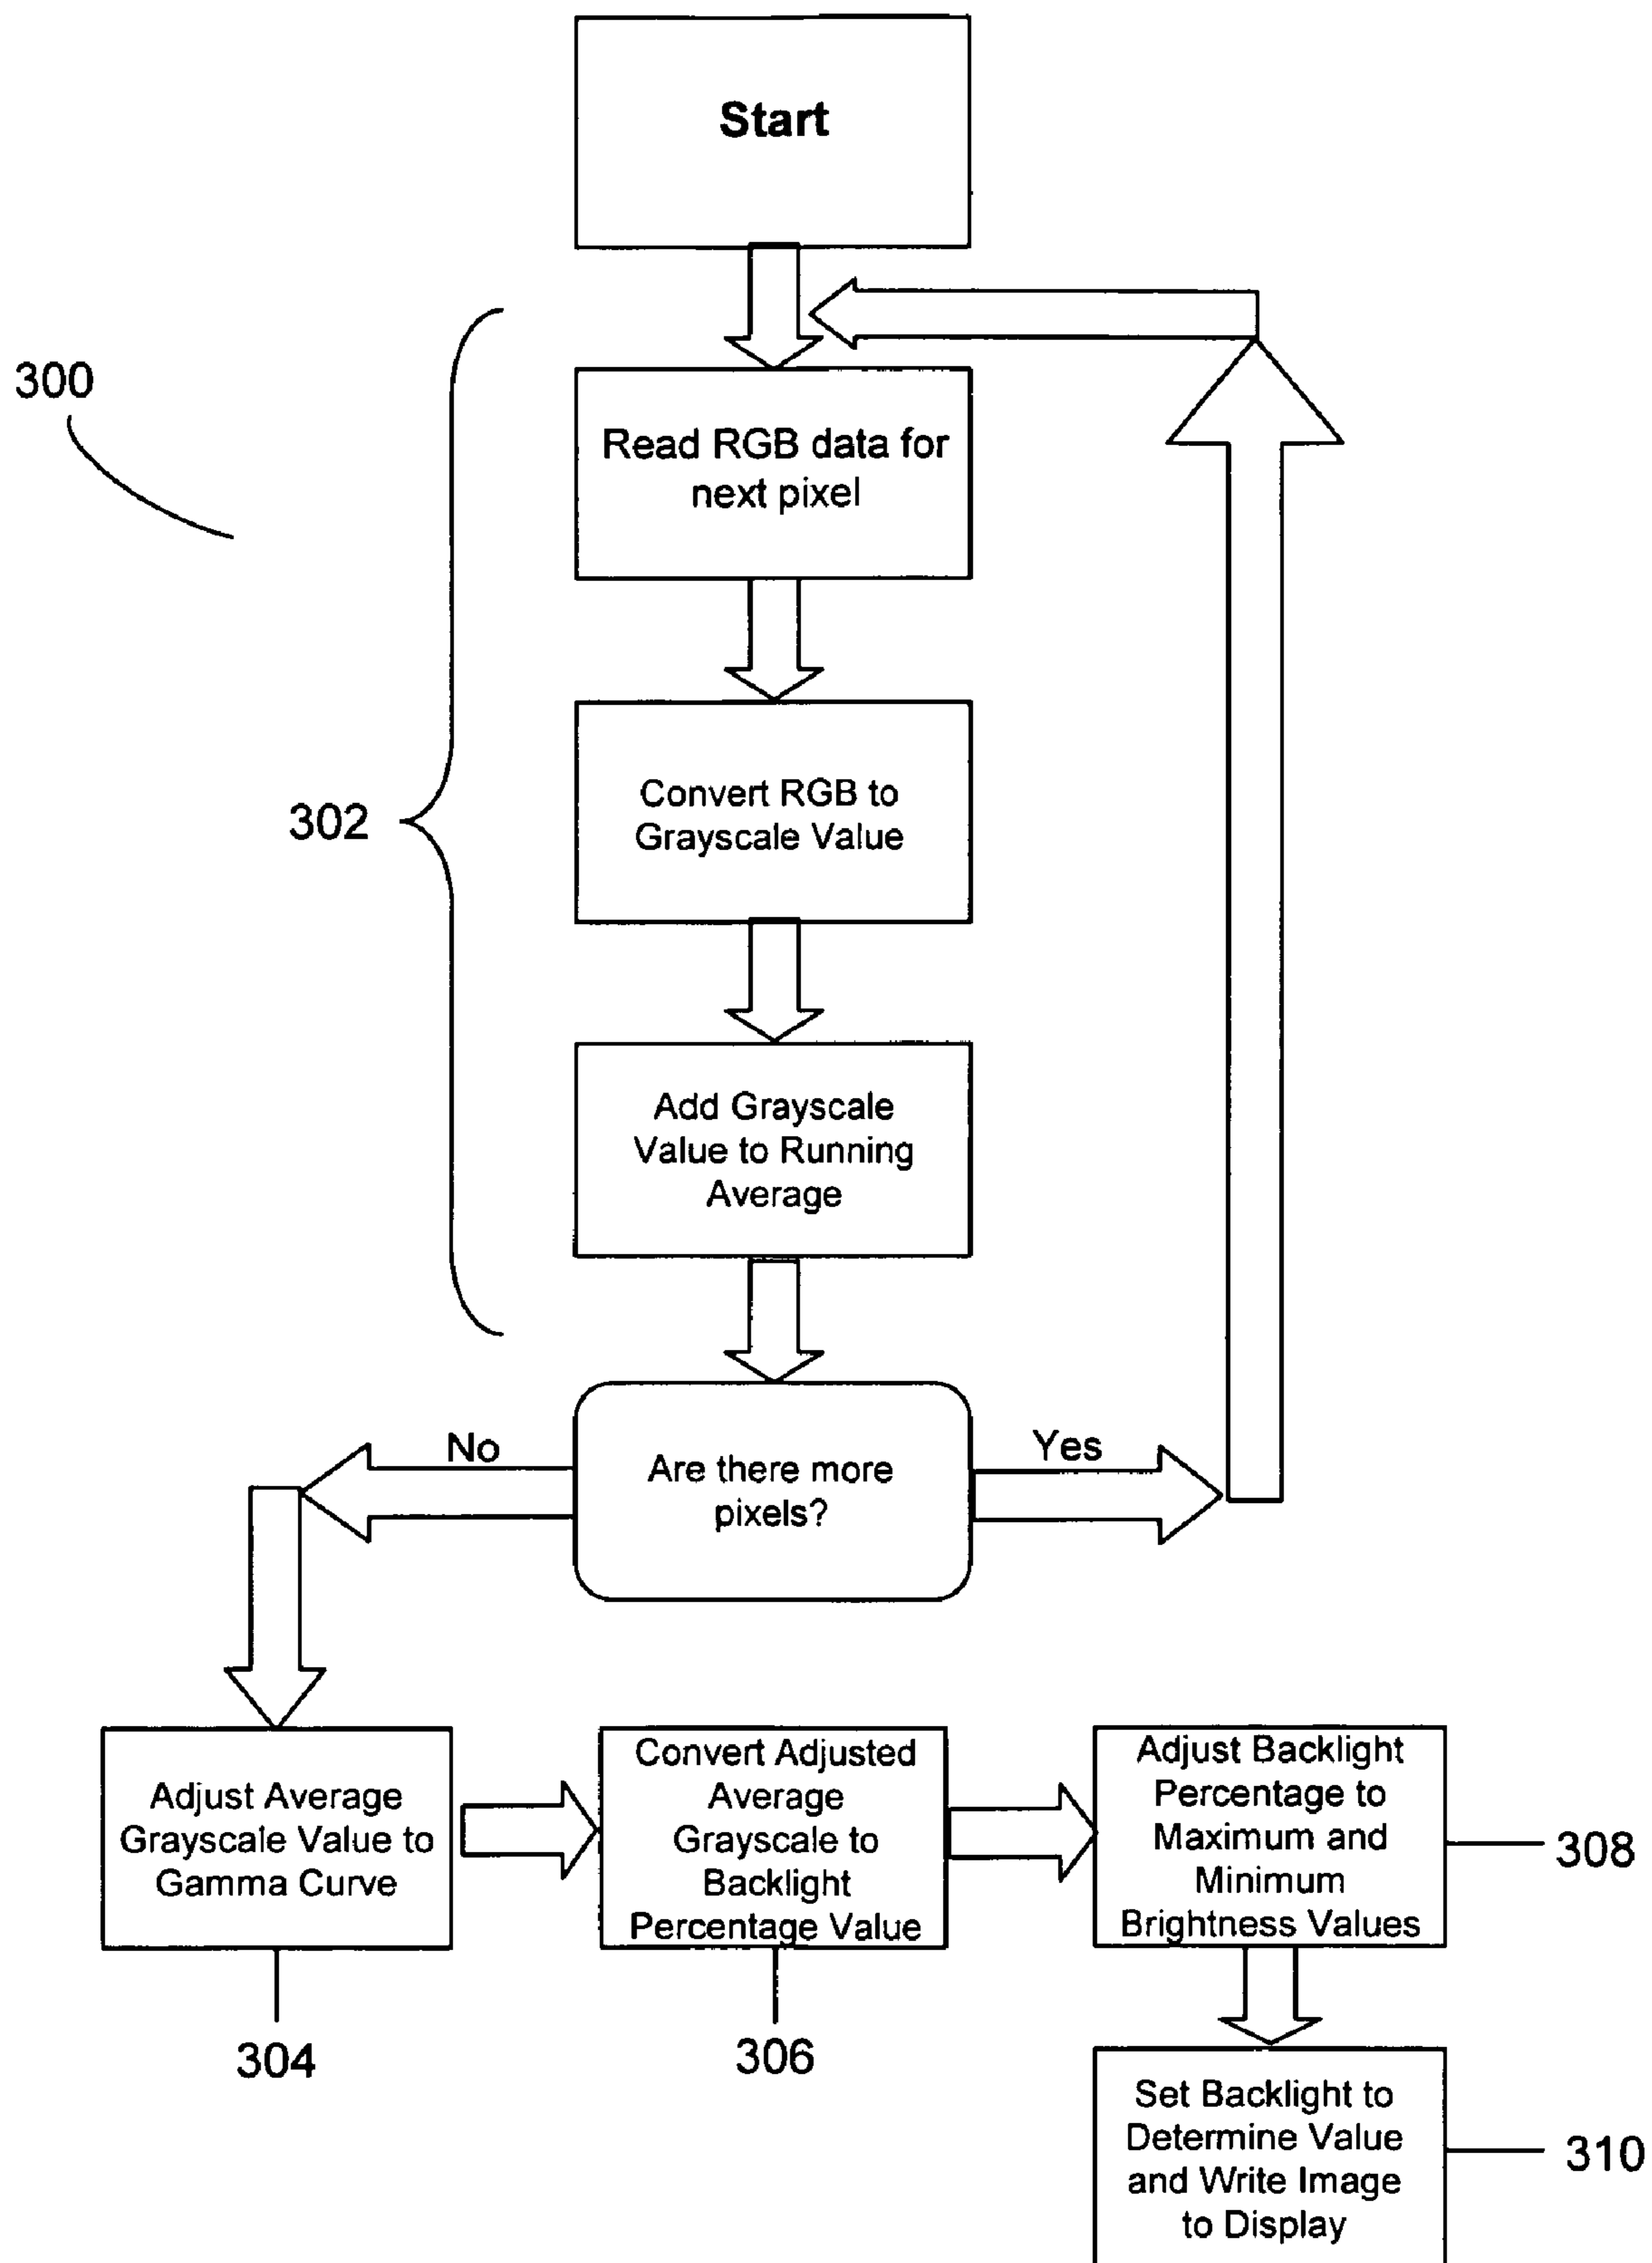 Start
300
Read RGB data for
next pixel
302
Convert RGB to
Grayscale Value
Add Grayscale
Value to Running
Average
No
Are there more
pixels?
Yes
Adjust Average
Grayscale Value to
Gamma Curve
304
Convert Adjusted
Average
Grayscale to
Backlight
Percentage Value
306
Adjust Backlight
Percentage to
Maximum and
Minimum
Brightness Values
308
Set Backlight to
Determine Value
and Write Image
to Display
310